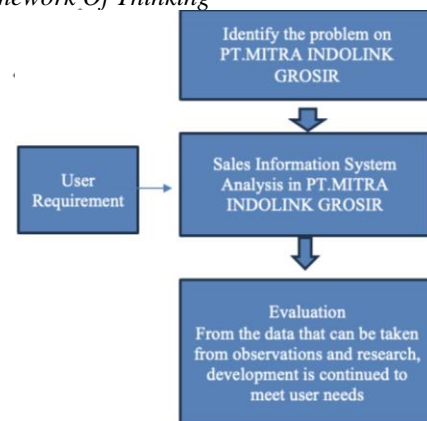 Of Thinking
Identify the problem on
PT.MITRA INDOLINK
GROSIR
User
Requirement
Sales Information System
Analysis in PT.MITRA
INDOLINK GROSIR
Evaluation
From the data that can be taken
from observations and research,
development is continued to
meet user needs